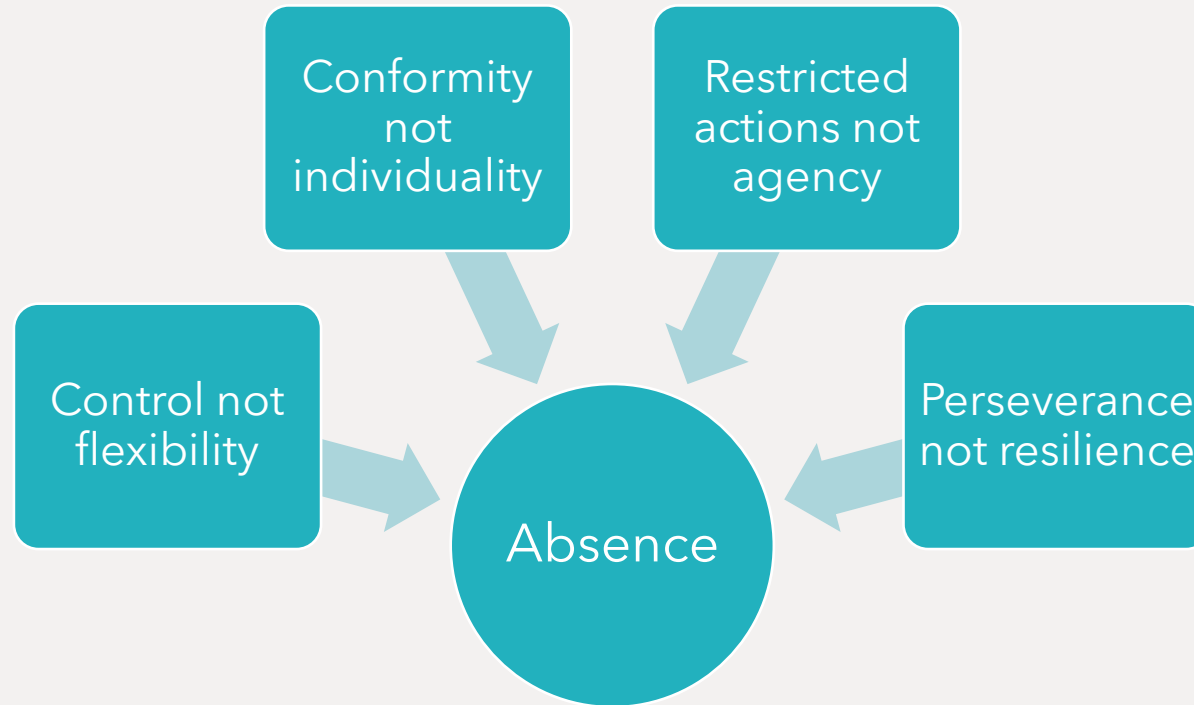 Conformity
not
individuality
Restricted
actions not
agency
Control not
flexibility
Perseverance
not resilience
Absence